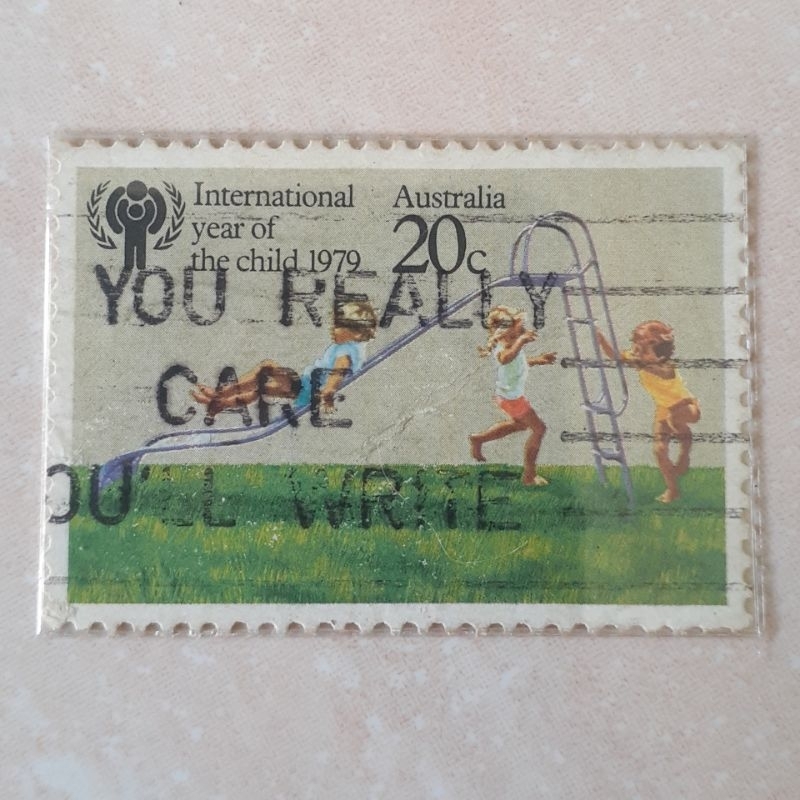 International
year of
the child 1979
Australia
20c
YOU REALLY
CARE
OU'LL WRITE